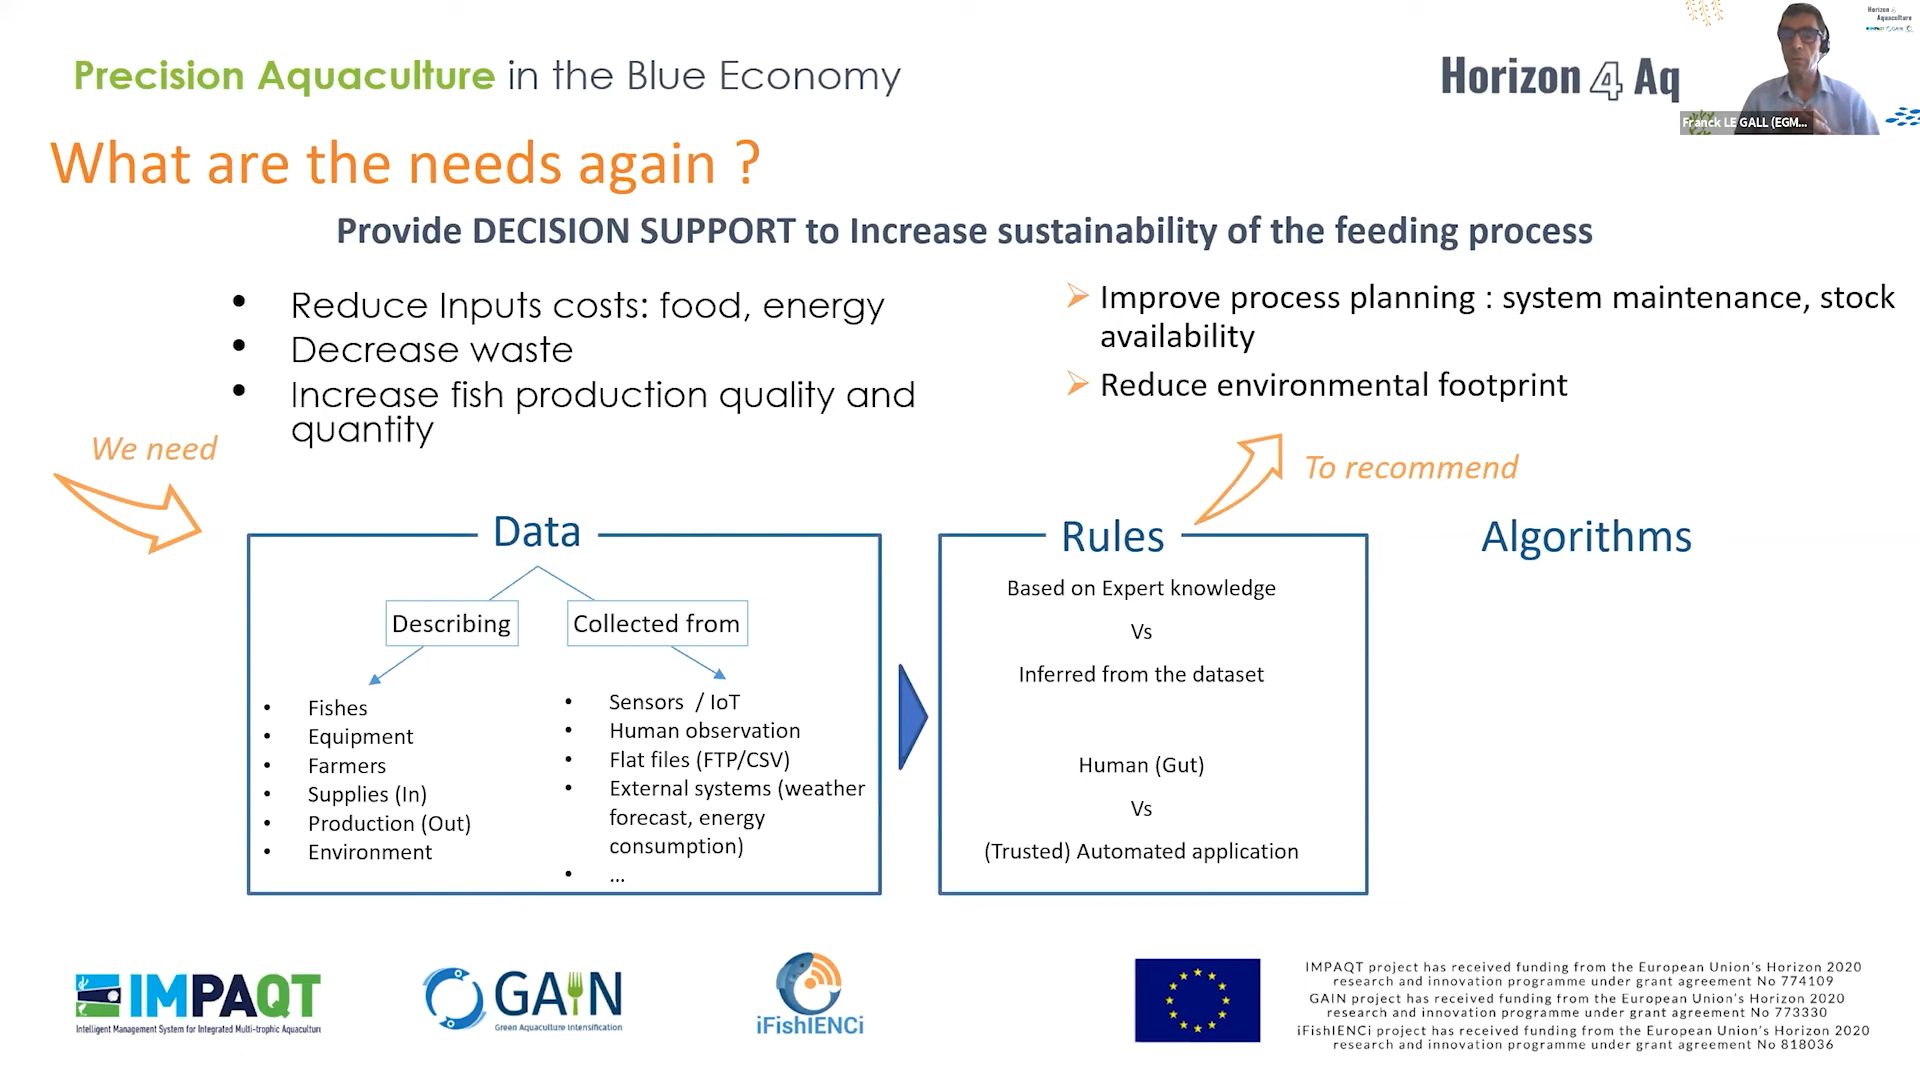 Precision Aquaculture in the Blue Economy
Horizon 4 Aq
Horizon 4
Aquaculture
Franck LE GALL (EGM...
What are the needs again ?
Provide DECISION SUPPORT to Increase sustainability of the feeding process
• Reduce Inputs costs: food, energy
• Decrease waste
• Increase fish production quality and
quantity
Improve process planning : system maintenance, stock
availability
Reduce environmental footprint
We need
To recommend
Data
Describing
Collected from
• Fishes
• Equipment
• Farmers
• Supplies (In)
• Production (Out)
• Environment
• Sensors / IoT
• Human observation
• Flat files (FTP/CSV)
• External systems (weather
forecast, energy
consumption)
• ...
Rules
Based on Expert knowledge
Vs
Inferred from the dataset
Human (Gut)
Vs
(Trusted) Automated application
Algorithms
IMPAQT
Intelligent Management System for Integrated Multi-trophic Aquacultur
GAIN
Green Aquaculture Intensification
iFishIENCi
IMPAQT project has received funding from the European Union's Horizon 2020
research and innovation programme under grant agreement No 774109
GAIN project has received funding from the European Union's Horizon 2020
research and innovation programme under grant agreement No 773330
iFishIENCi project has received funding from the European Union's Horizon 2020
research and innovation programme under grant agreement No 818036